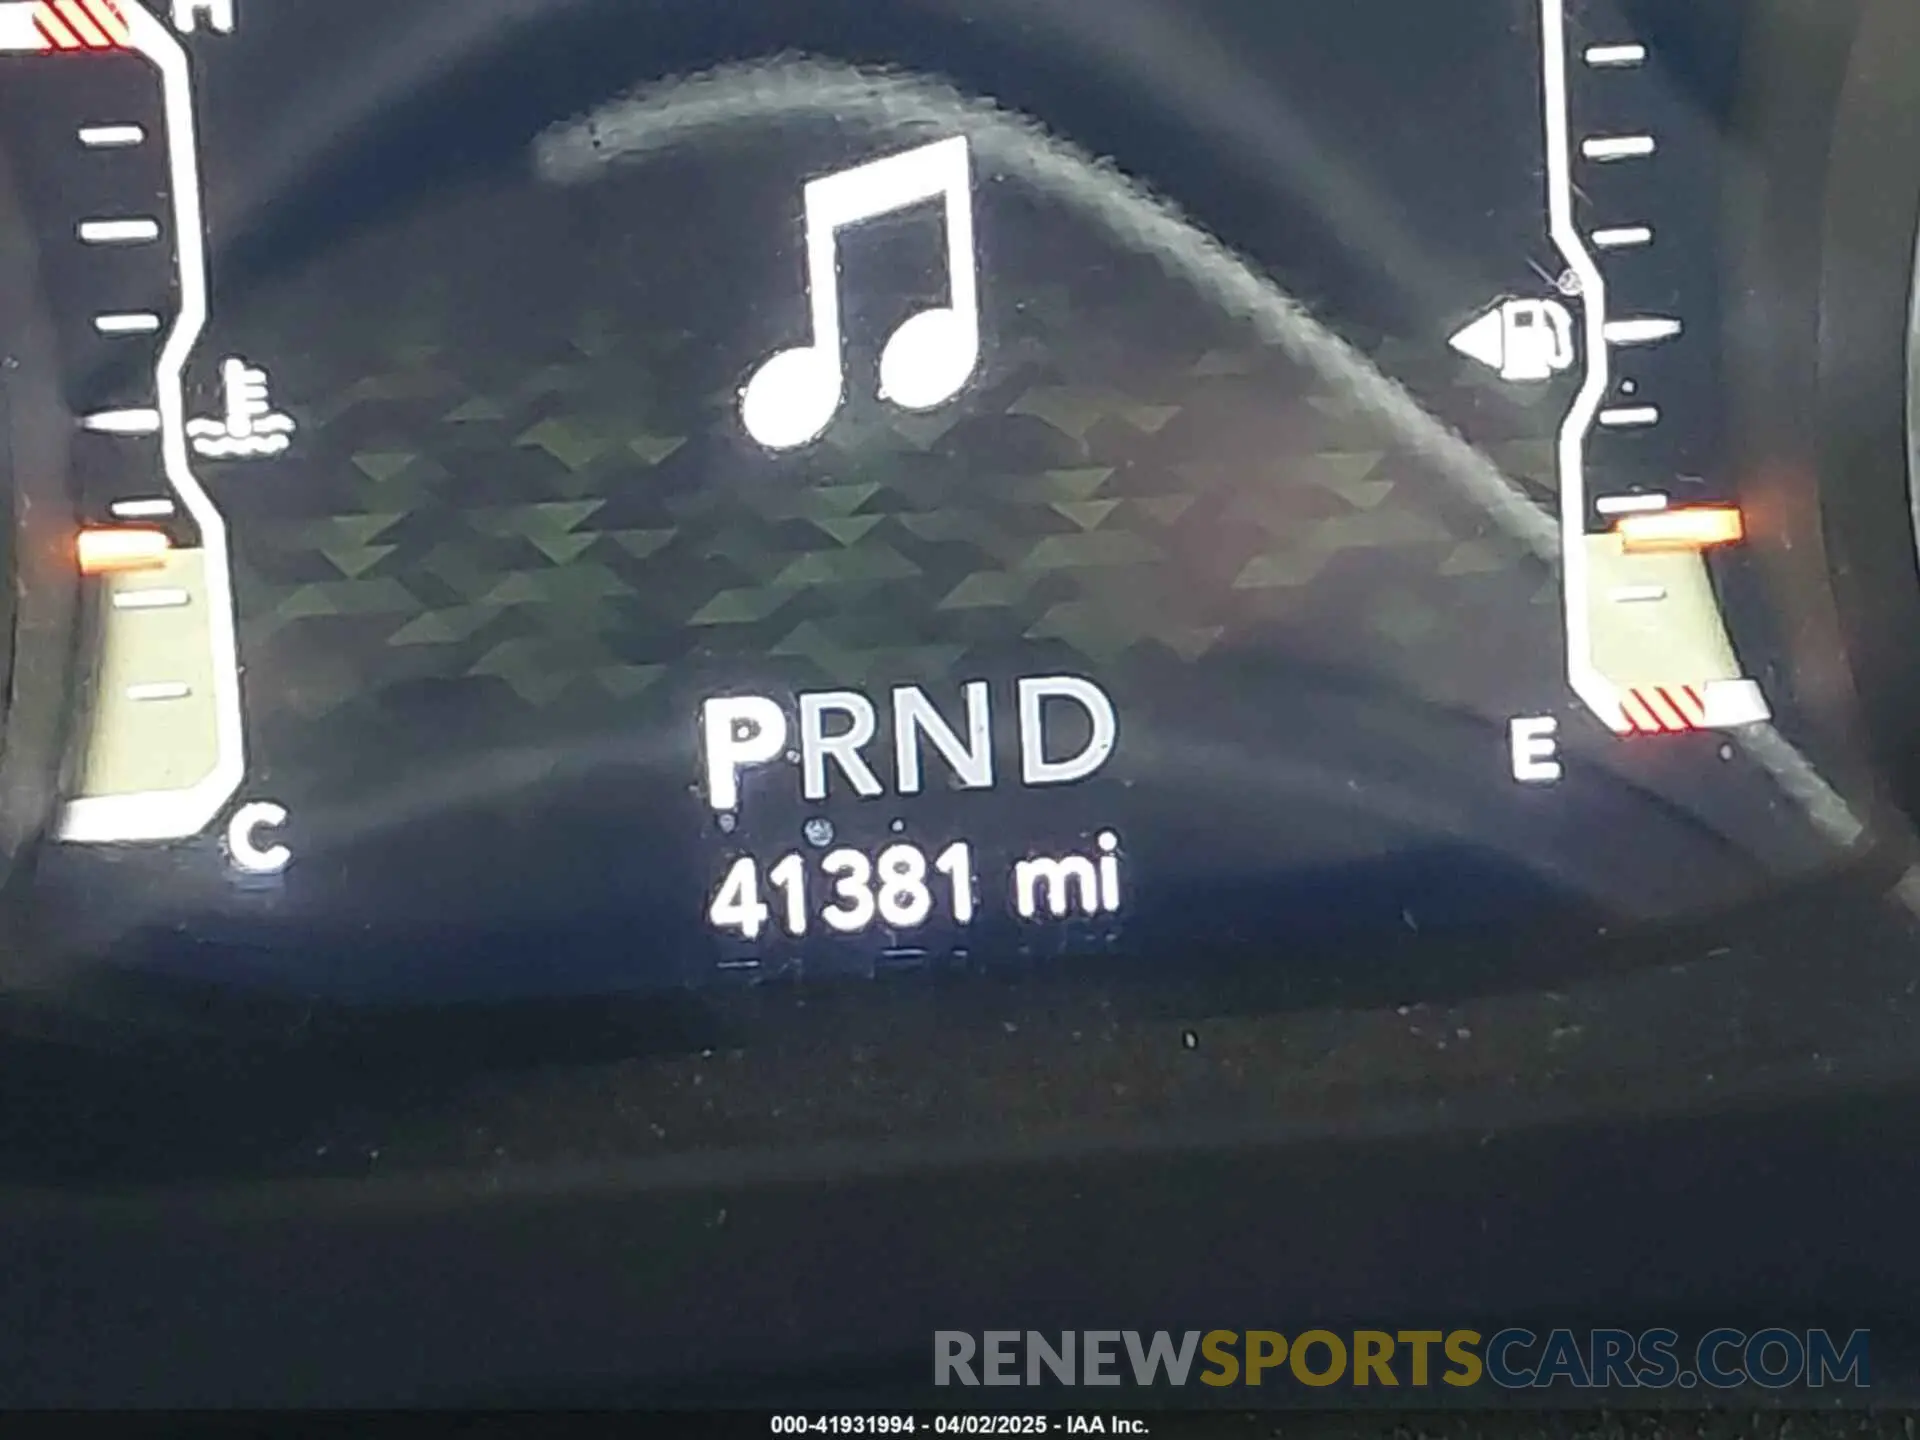 H
PRND
E
C
41381 mi
RENEWSPORTSCARS.COM
000-41931994 - 04/02/2025 - IAA Inc.